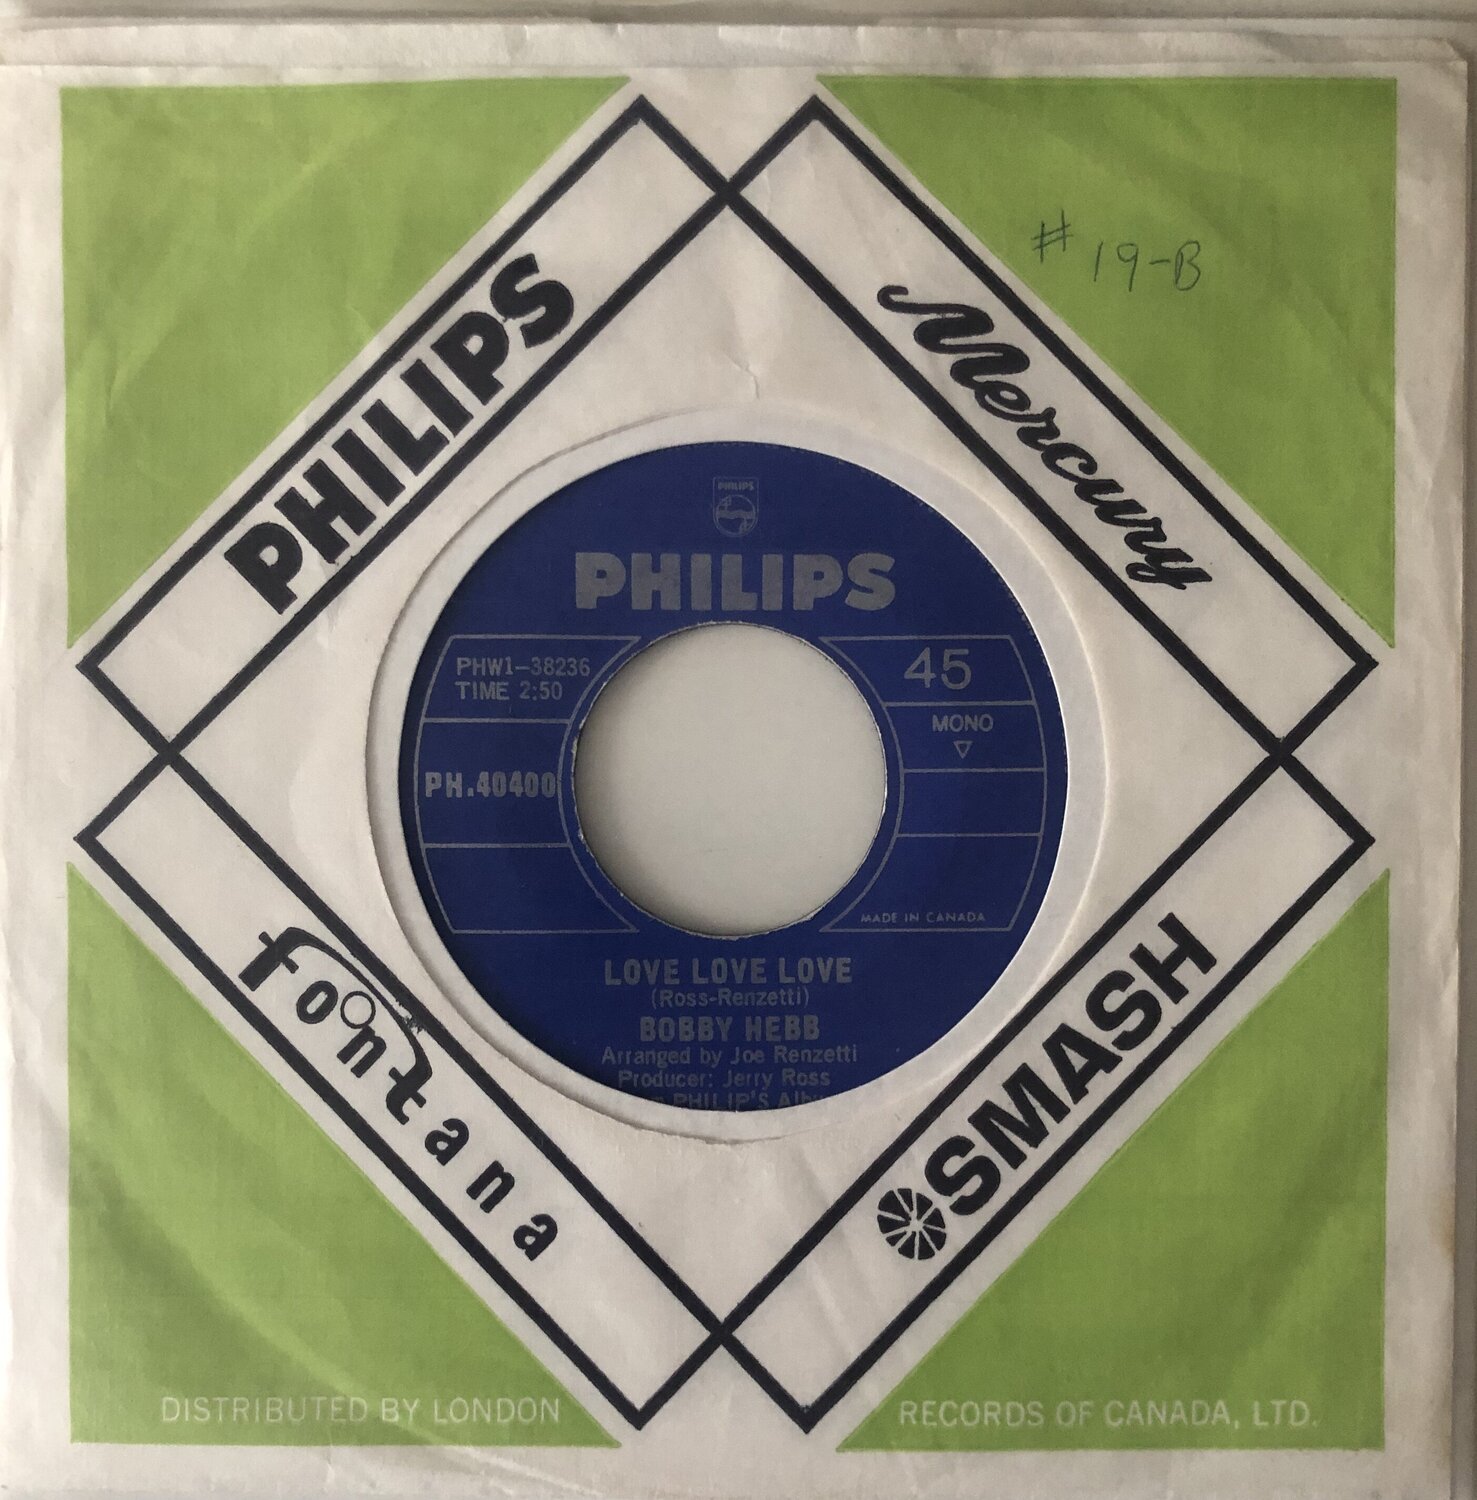 PHILIPS
Mercury
# 19-B
PHILIPS
PHILIPS
PHW1-38236
TIME 2:50
PH.40400
45
MONO
MADE IN CANADA
LOVE LOVE LOVE
(Ross-Renzetti)
BOBBY HEBB
Arranged by Joe Renzetti
Producer: Jerry Ross
PHILIP'S
fontana
SMASH
DISTRIBUTED BY LONDON
RECORDS OF CANADA, LTD.